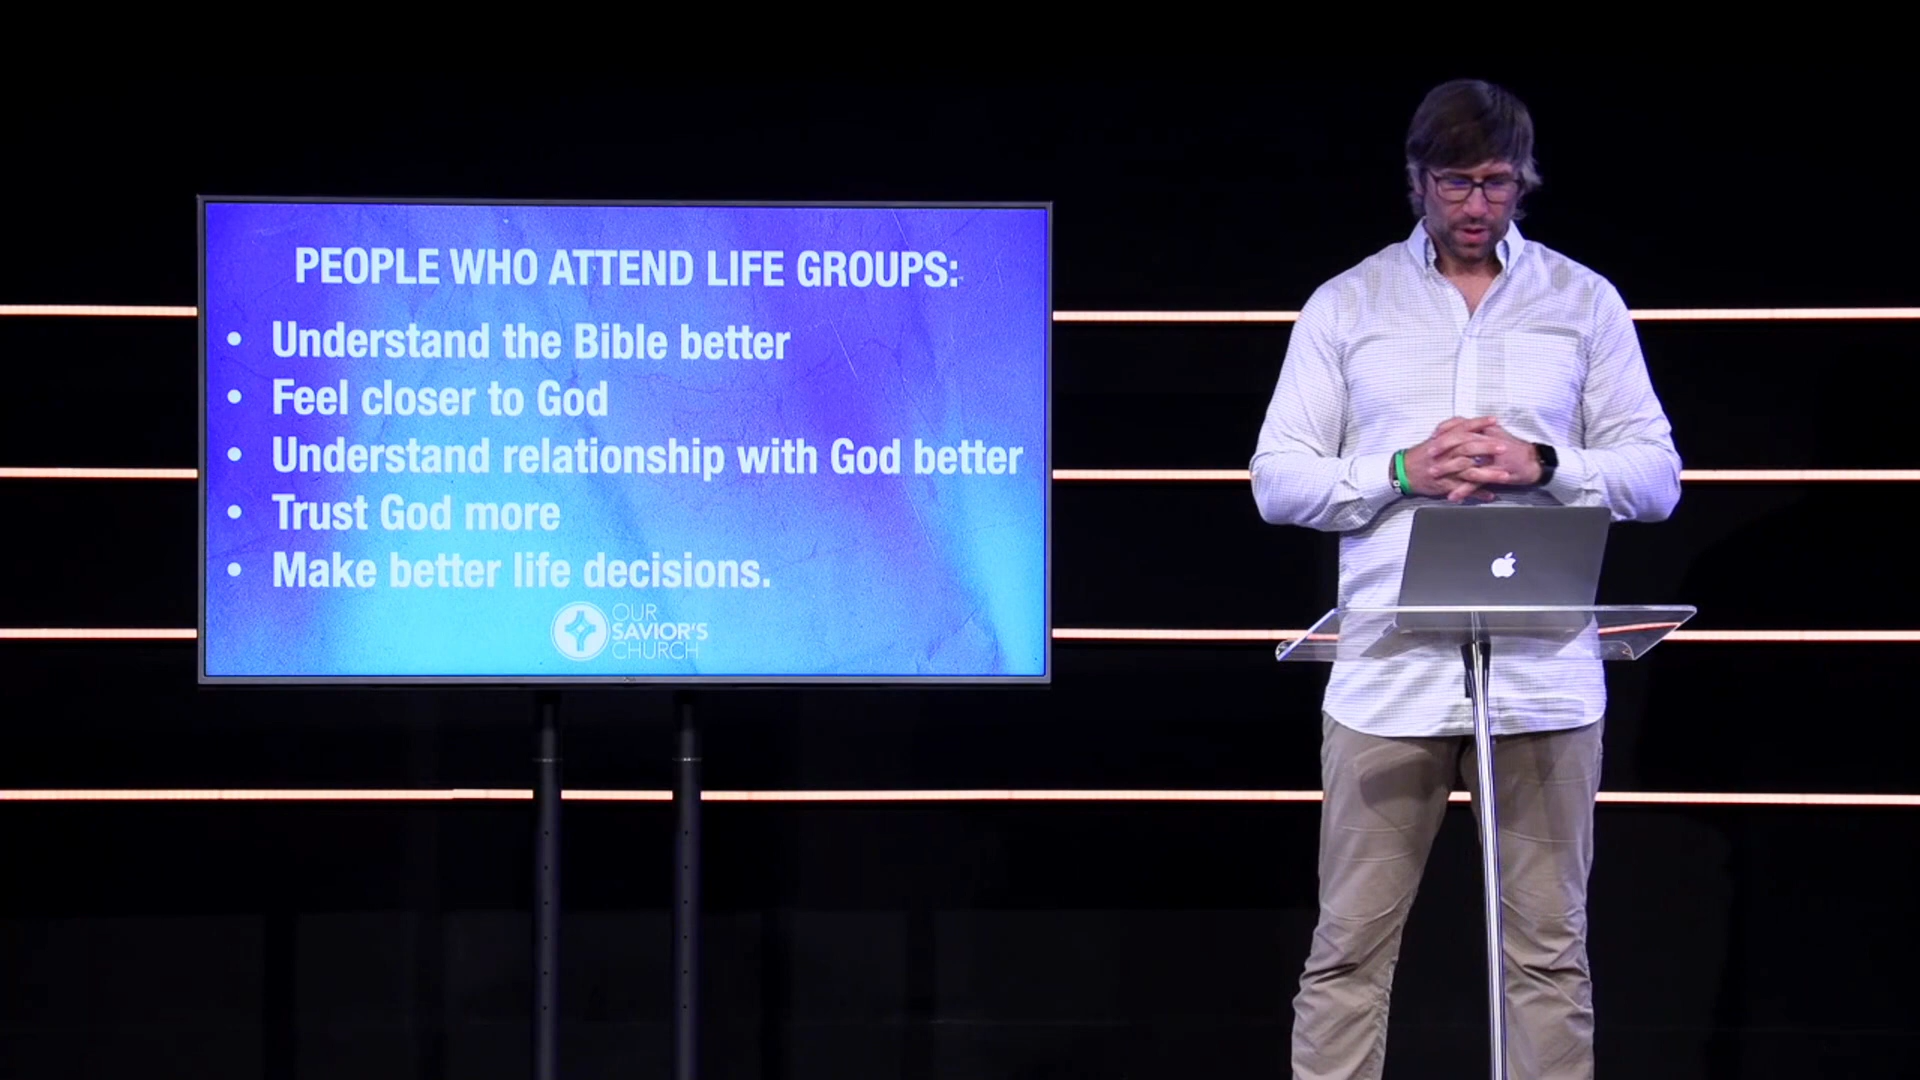 PEOPLE WHO ATTEND LIFE GROUPS:
• Understand the Bible better
• Feel closer to God
• Understand relationship with God better
• Trust God more
• Make better life decisions.
OUR
SAVIOR'S
CHURCH